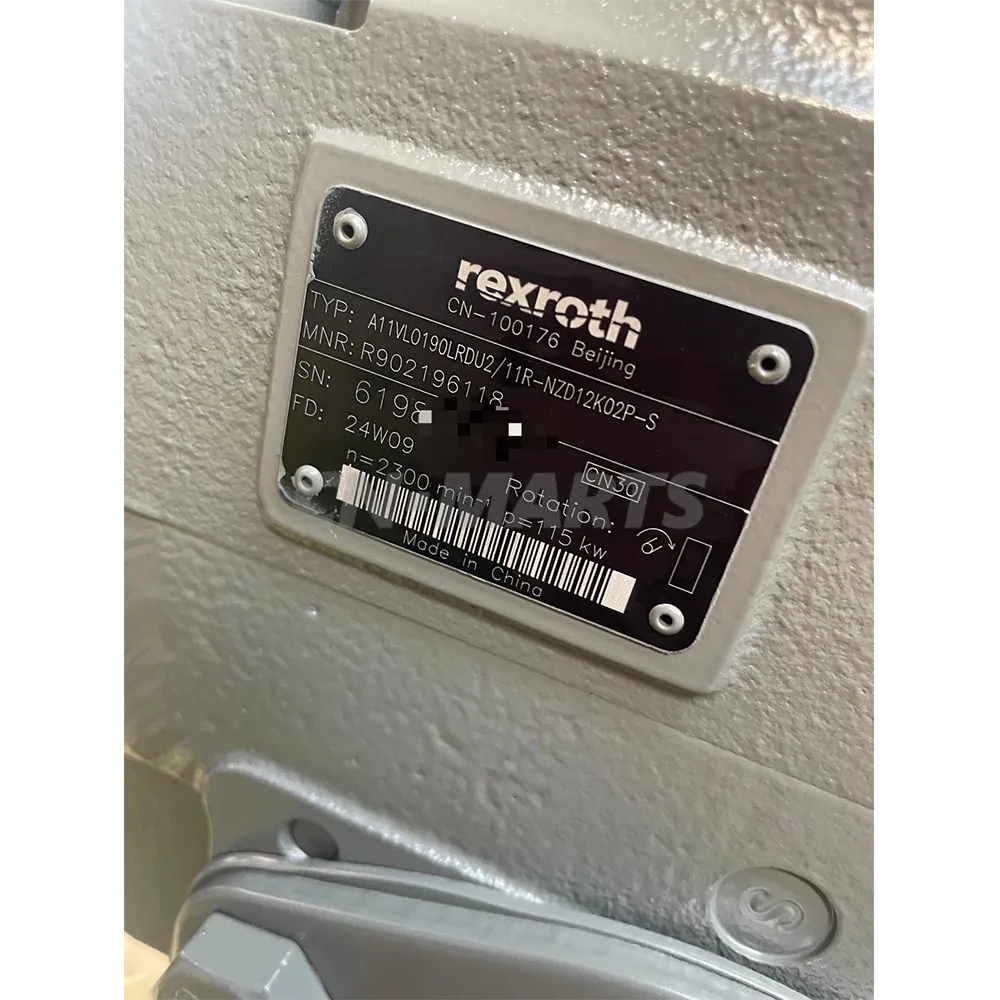 rexroth
CN-100176 Beijing
TYP: A11VLO190LRDU2/11R-NZD12K02P-S
MNR: R902196118
SN: 6198
FD: 24W09
CN30
Rotation:
n=2300 min-1 p=115 kw
Made in China
S